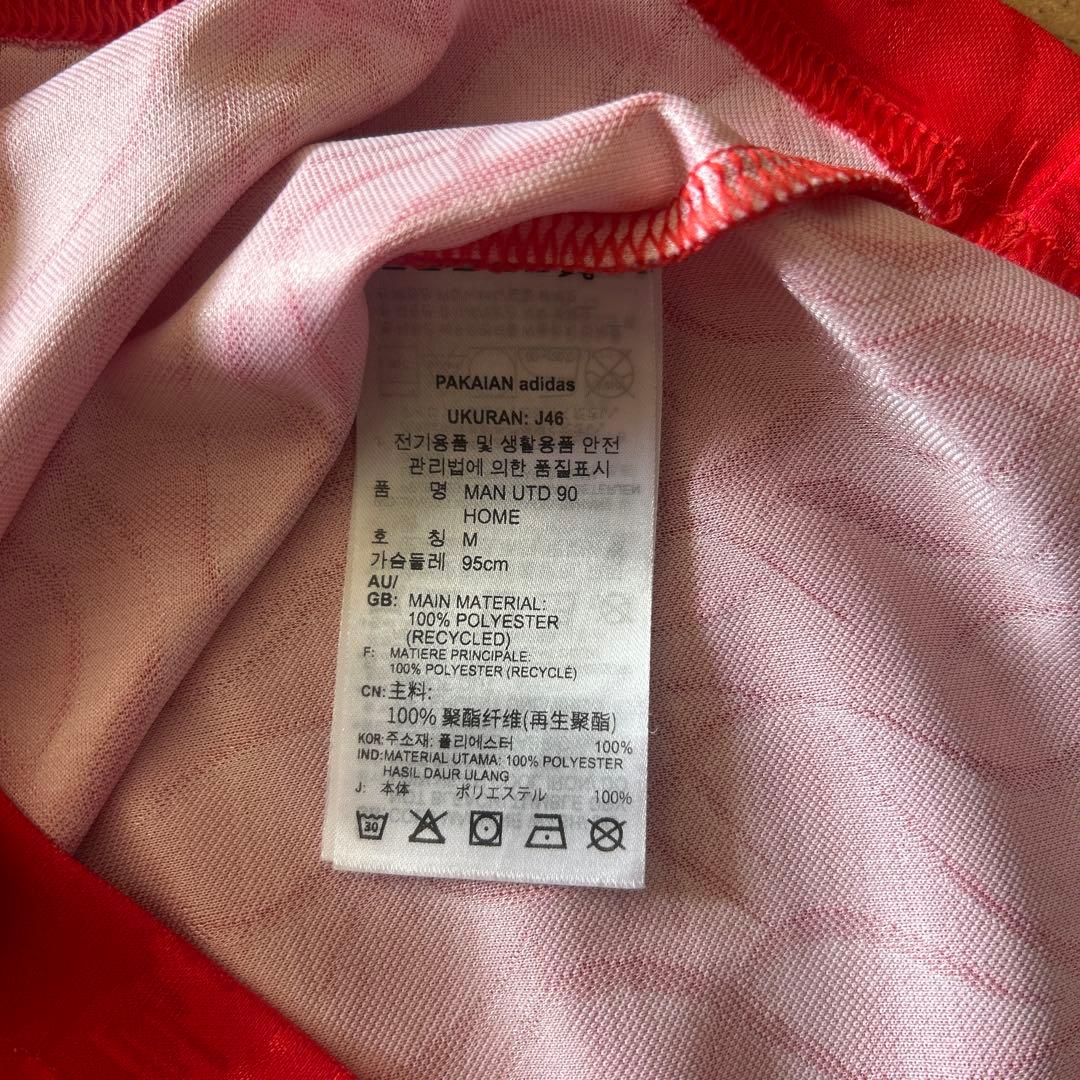 PAKAIAN adidas
UKURAN: J46
전기용품 및 생활용품 안전
관리법에 의한 품질표시
품 명 MAN UTD 90
HOME
호 칭 M
가슴둘레 95cm
AU/
GB: MAIN MATERIAL:
100% POLYESTER
(RECYCLED)
F: MATIERE PRINCIPALE:
100% POLYESTER (RECYCLÉ)
CN: 主料:
100% 聚酯纤维(再生聚酯)
KOR: 주소재: 폴리에스터 100%
IND: MATERIAL UTAMA: 100% POLYESTER
HASIL DAUR ULANG
J: 本体 ポリエステル 100%
30